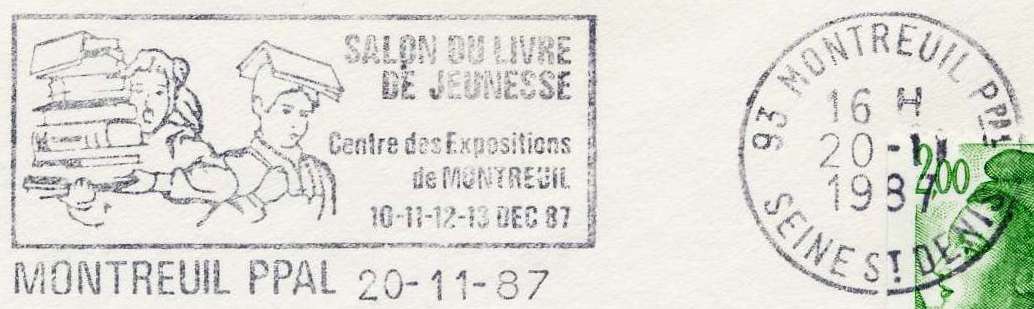 SALON DU LIVRE
DE JEUNESSE
Centre des Expositions
de MONTREUIL
10-11-12-13 DEC 87
MONTREUIL PPAL 20-11-87
93 MONTREUIL PPAL
16 H
20-11
1987
SEINE ST DENIS
2,00